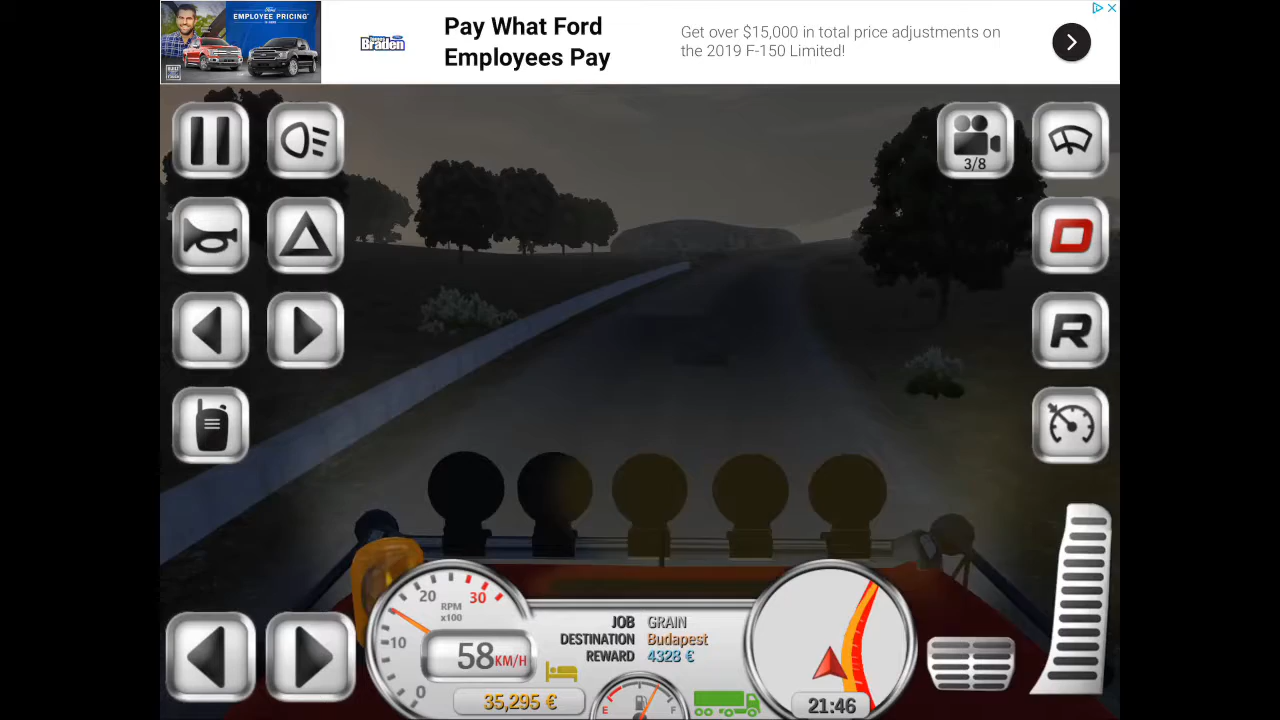 Ford
EMPLOYEE PRICING
Braden
Pay What Ford
Employees Pay
Get over $15,000 in total price adjustments on
the 2019 F-150 Limited!
3/8
D
R
20
30
RPM
x100
10
0
58 KM/H
35,295 €
JOB GRAIN
DESTINATION Budapest
REWARD 4328 €
E F
21:46